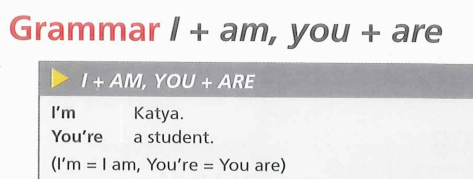 Grammar I + am, you + are
I + AM, YOU + ARE
I'm Katya.
You're a student.
(I'm = I am, You're = You are)